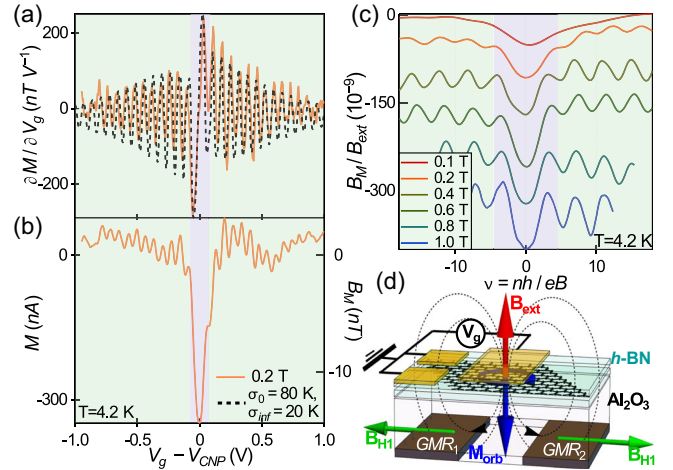 (a)
200
0
-200
∂M / ∂V_g (nT V⁻¹)
(b)
0
-300
M (nA)
0
-10
B_M (nT)
0.2 T
σ₀ = 80 K,
σ_inf = 20 K
T=4.2 K
-1.0 -0.5 0 0.5 1.0
V_g − V_CNP (V)
(c)
0
-150
-300
B_M / B_ext (10⁻⁹)
0.1 T
0.2 T
0.4 T
0.6 T
0.8 T
1.0 T
T=4.2 K
-10 0 10
ν = nh / eB
(d)
B_ext
V_g
h-BN
Al₂O₃
B_H1
GMR₁
M_orb
GMR₂
B_H1